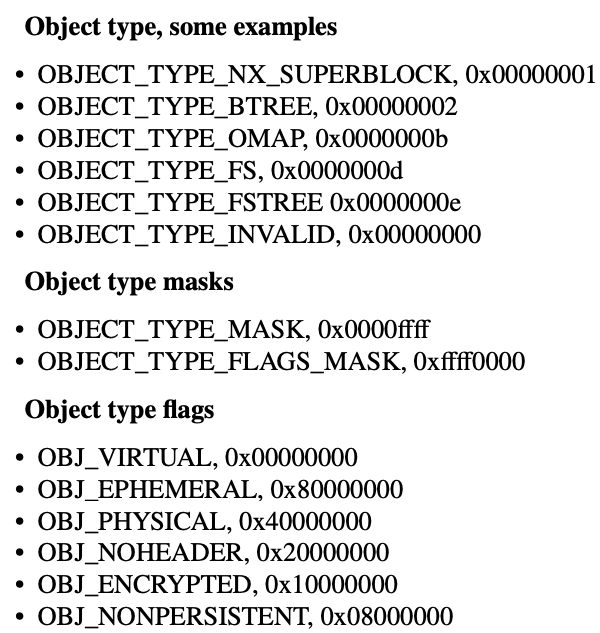 Object type, some examples
• OBJECT_TYPE_NX_SUPERBLOCK, 0x00000001
• OBJECT_TYPE_BTREE, 0x00000002
• OBJECT_TYPE_OMAP, 0x0000000b
• OBJECT_TYPE_FS, 0x0000000d
• OBJECT_TYPE_FSTREE 0x0000000e
• OBJECT_TYPE_INVALID, 0x00000000
Object type masks
• OBJECT_TYPE_MASK, 0x0000ffff
• OBJECT_TYPE_FLAGS_MASK, 0xffff0000
Object type flags
• OBJ_VIRTUAL, 0x00000000
• OBJ_EPHEMERAL, 0x80000000
• OBJ_PHYSICAL, 0x40000000
• OBJ_NOHEADER, 0x20000000
• OBJ_ENCRYPTED, 0x10000000
• OBJ_NONPERSISTENT, 0x08000000